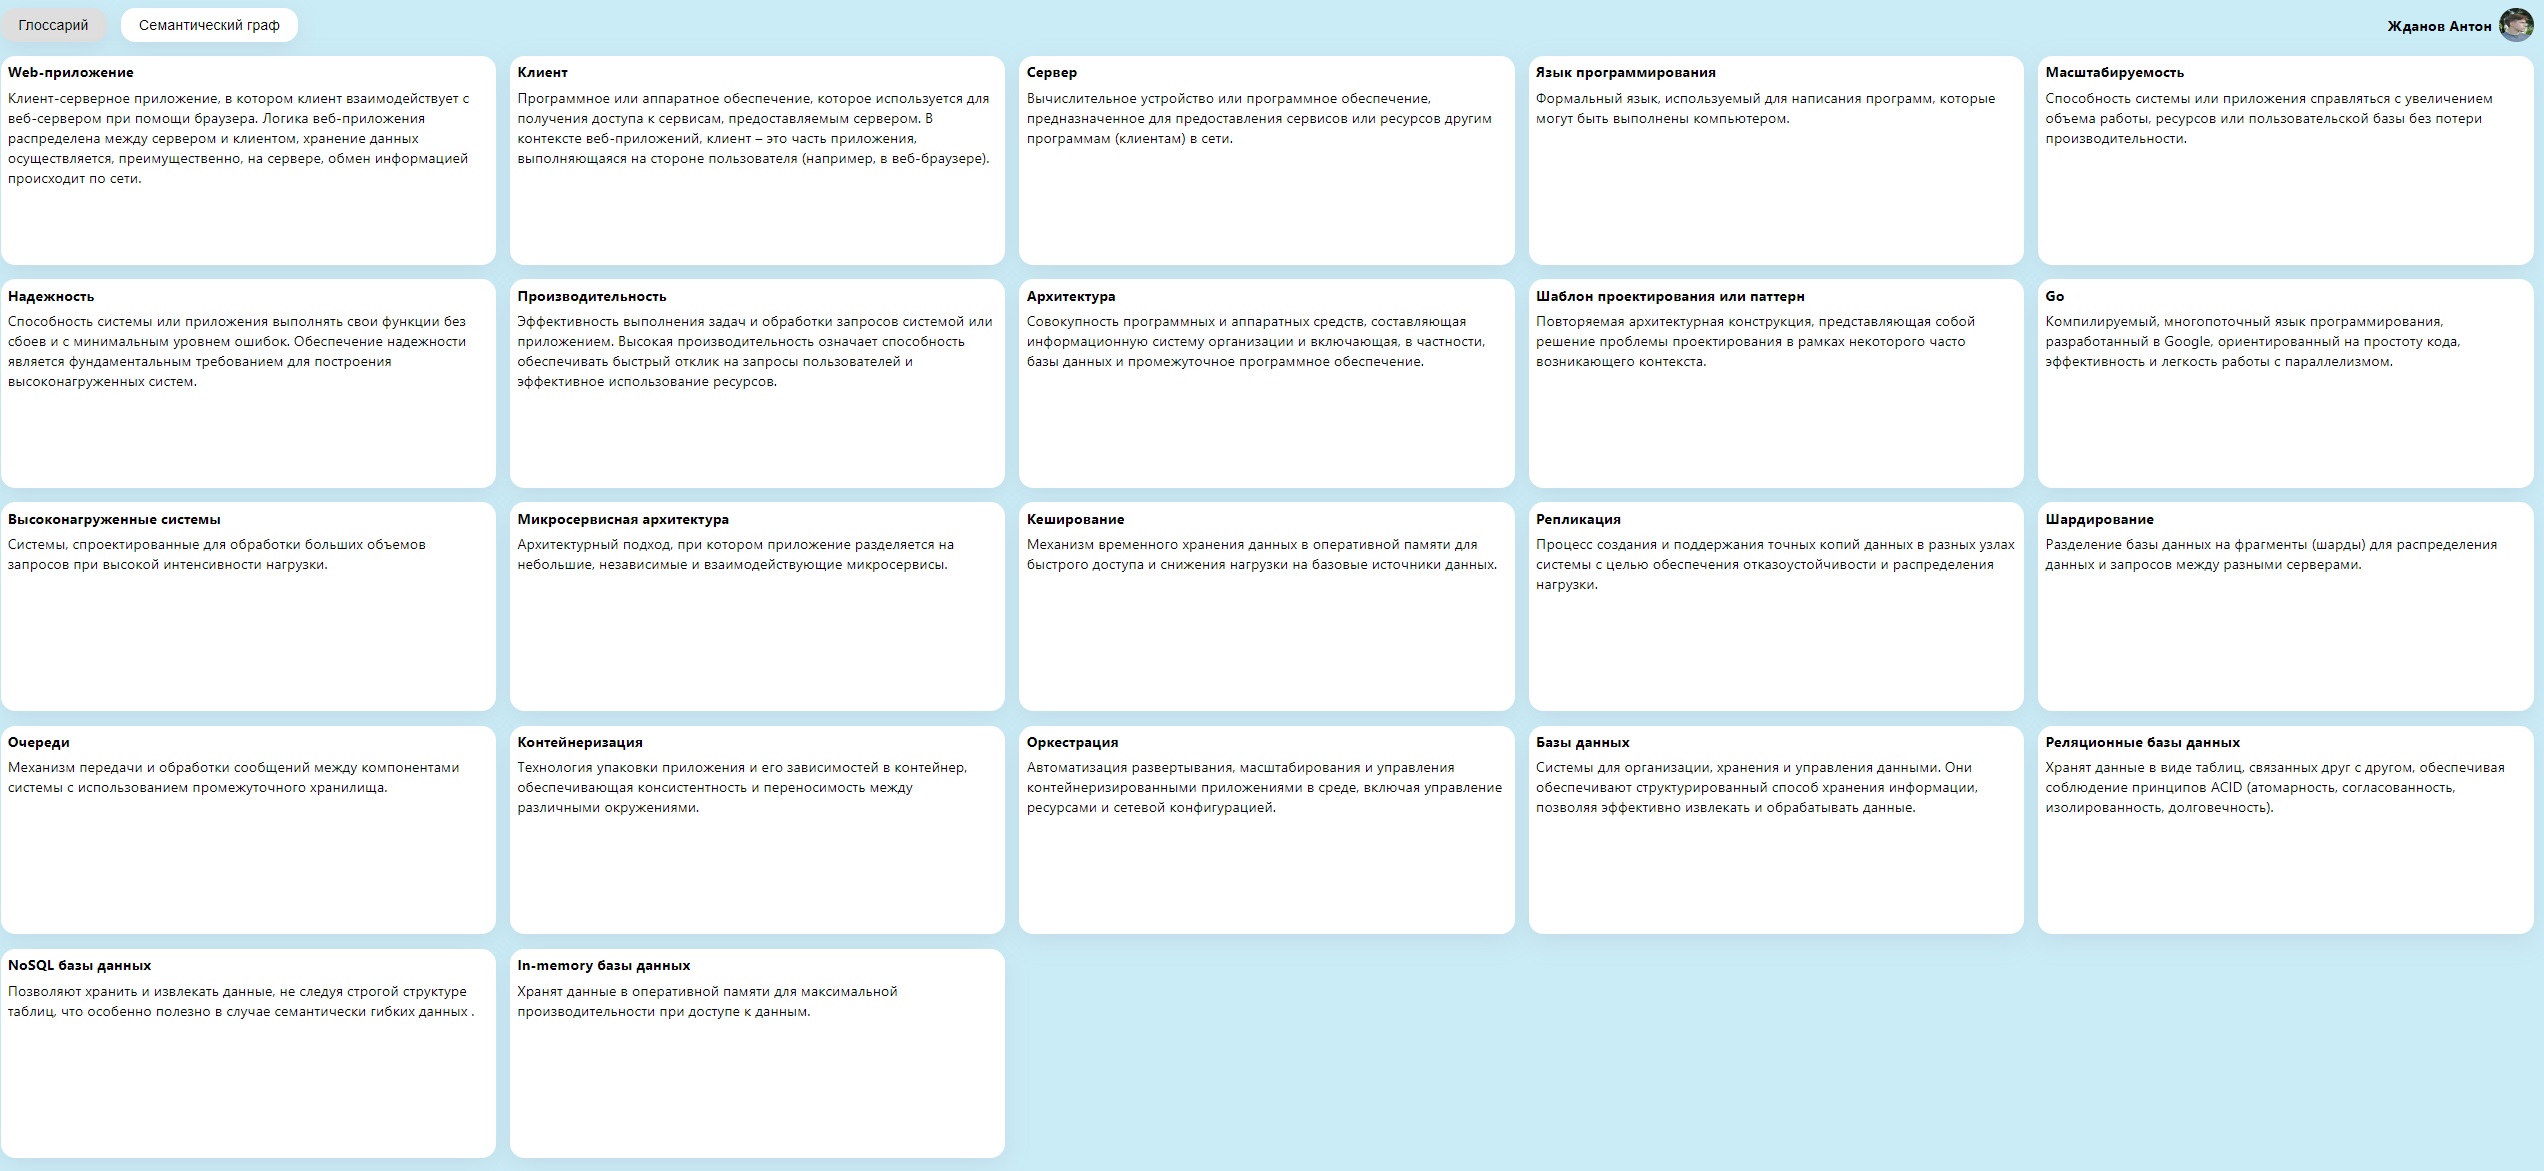 Глоссарий
Семантический граф
Жданов Антон
Web-приложение
Клиент-серверное приложение, в котором клиент взаимодействует с
веб-сервером при помощи браузера. Логика веб-приложения
распределена между сервером и клиентом, хранение данных
осуществляется, преимущественно, на сервере, обмен информацией
происходит по сети.
Клиент
Программное или аппаратное обеспечение, которое используется для
получения доступа к сервисам, предоставляемым сервером. В
контексте веб-приложений, клиент – это часть приложения,
выполняющаяся на стороне пользователя (например, в веб-браузере).
Сервер
Вычислительное устройство или программное обеспечение,
предназначенное для предоставления сервисов или ресурсов другим
программам (клиентам) в сети.
Язык программирования
Формальный язык, используемый для написания программ, которые
могут быть выполнены компьютером.
Масштабируемость
Способность системы или приложения справляться с увеличением
объема работы, ресурсов или пользовательской базы без потери
производительности.
Надежность
Способность системы или приложения выполнять свои функции без
сбоев и с минимальным уровнем ошибок. Обеспечение надежности
является фундаментальным требованием для построения
высоконагруженных систем.
Производительность
Эффективность выполнения задач и обработки запросов системой или
приложением. Высокая производительность означает способность
обеспечивать быстрый отклик на запросы пользователей и
эффективное использование ресурсов.
Архитектура
Совокупность программных и аппаратных средств, составляющая
информационную систему организации и включающая, в частности,
базы данных и промежуточное программное обеспечение.
Шаблон проектирования или паттерн
Повторяемая архитектурная конструкция, представляющая собой
решение проблемы проектирования в рамках некоторого часто
возникающего контекста.
Go
Компилируемый, многопоточный язык программирования,
разработанный в Google, ориентированный на простоту кода,
эффективность и легкость работы с параллелизмом.
Высоконагруженные системы
Системы, спроектированные для обработки больших объемов
запросов при высокой интенсивности нагрузки.
Микросервисная архитектура
Архитектурный подход, при котором приложение разделяется на
небольшие, независимые и взаимодействующие микросервисы.
Кеширование
Механизм временного хранения данных в оперативной памяти для
быстрого доступа и снижения нагрузки на базовые источники данных.
Репликация
Процесс создания и поддержания точных копий данных в разных узлах
системы с целью обеспечения отказоустойчивости и распределения
нагрузки.
Шардирование
Разделение базы данных на фрагменты (шарды) для распределения
данных и запросов между разными серверами.
Очереди
Механизм передачи и обработки сообщений между компонентами
системы с использованием промежуточного хранилища.
Контейнеризация
Технология упаковки приложения и его зависимостей в контейнер,
обеспечивающая консистентность и переносимость между
различными окружениями.
Оркестрация
Автоматизация развертывания, масштабирования и управления
контейнеризированными приложениями в среде, включая управление
ресурсами и сетевой конфигурацией.
Базы данных
Системы для организации, хранения и управления данными. Они
обеспечивают структурированный способ хранения информации,
позволяя эффективно извлекать и обрабатывать данные.
Реляционные базы данных
Хранят данные в виде таблиц, связанных друг с другом, обеспечивая
соблюдение принципов ACID (атомарность, согласованность,
изолированность, долговечность).
NoSQL базы данных
Позволяют хранить и извлекать данные, не следуя строгой структуре
таблиц, что особенно полезно в случае семантически гибких данных .
In-memory базы данных
Хранят данные в оперативной памяти для максимальной
производительности при доступе к данным.